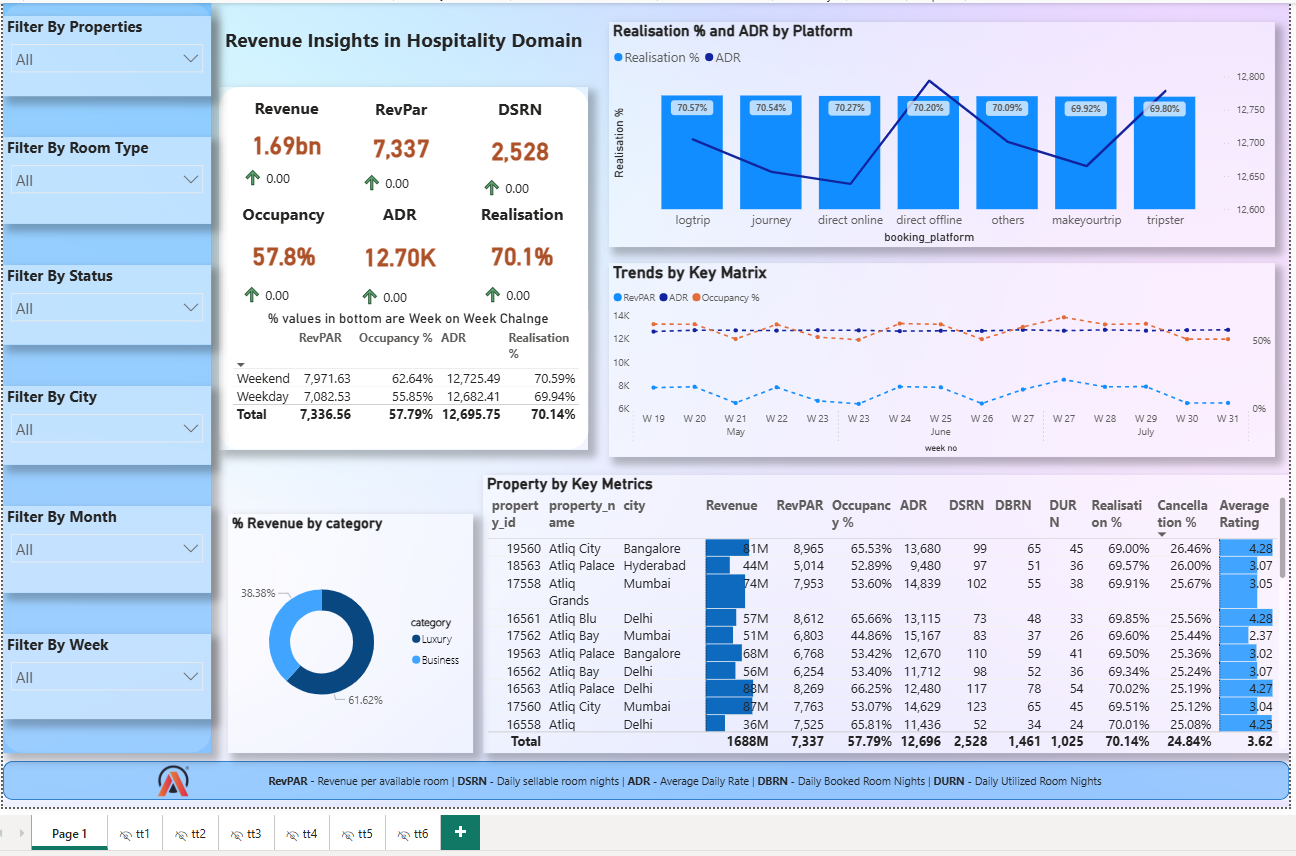 Filter By Properties
All
Filter By Room Type
All
Filter By Status
All
Filter By City
All
Filter By Month
All
Filter By Week
All
Revenue Insights in Hospitality Domain
Revenue RevPar DSRN
1.69bn 7,337 2,528
0.00 0.00 0.00
Occupancy ADR Realisation
57.8% 12.70K 70.1%
0.00 0.00 0.00
% values in bottom are Week on Week Chalnge
RevPAR Occupancy % ADR Realisation
%
Weekend 7,971.63 62.64% 12,725.49 70.59%
Weekday 7,082.53 55.85% 12,682.41 69.94%
Total 7,336.56 57.79% 12,695.75 70.14%
Realisation % and ADR by Platform
Realisation % ADR
Realisation %
70.57% 70.54% 70.27% 70.20% 70.09% 69.92% 69.80%
12,800
12,750
12,700
12,650
12,600
logtrip journey direct online direct offline others makeyourtrip tripster
booking_platform
Trends by Key Matrix
RevPAR ADR Occupancy %
14K
12K
10K
8K
6K
50%
0%
W 19 W 20 W 21 W 22 W 23 W 23 W 24 W 25 W 26 W 27 W 27 W 28 W 29 W 30 W 31
May June July
week no
% Revenue by category
38.38%
61.62%
category
Luxury
Business
Property by Key Metrics
propert property_n city Revenue RevPAR Occupanc ADR DSRN DBRN DUR Realisati Cancella Average
y_id ame y % N on % tion % Rating
19560 Atliq City Bangalore 81M 8,965 65.53% 13,680 99 65 45 69.00% 26.46% 4.28
18563 Atliq Palace Hyderabad 44M 5,014 52.89% 9,480 97 51 36 69.57% 26.00% 3.07
17558 Atliq Mumbai 74M 7,953 53.60% 14,839 102 55 38 69.91% 25.67% 3.05
Grands
16561 Atliq Blu Delhi 57M 8,612 65.66% 13,115 73 48 33 69.85% 25.56% 4.28
17562 Atliq Bay Mumbai 51M 6,803 44.86% 15,167 83 37 26 69.60% 25.44% 2.37
19563 Atliq Palace Bangalore 68M 6,768 53.42% 12,670 110 59 41 69.50% 25.36% 3.02
16562 Atliq Bay Delhi 56M 6,254 53.40% 11,712 98 52 36 69.34% 25.24% 3.07
16563 Atliq Palace Delhi 88M 8,269 66.25% 12,480 117 78 54 70.02% 25.19% 4.27
17560 Atliq City Mumbai 87M 7,763 53.07% 14,629 123 65 45 69.51% 25.12% 3.04
16558 Atliq Delhi 36M 7,525 65.81% 11,436 52 34 24 70.01% 25.08% 4.25
Total 1688M 7,337 57.79% 12,696 2,528 1,461 1,025 70.14% 24.84% 3.62
RevPAR - Revenue per available room | DSRN - Daily sellable room nights | ADR - Average Daily Rate | DBRN - Daily Booked Room Nights | DURN - Daily Utilized Room Nights
Page 1 tt1 tt2 tt3 tt4 tt5 tt6 +